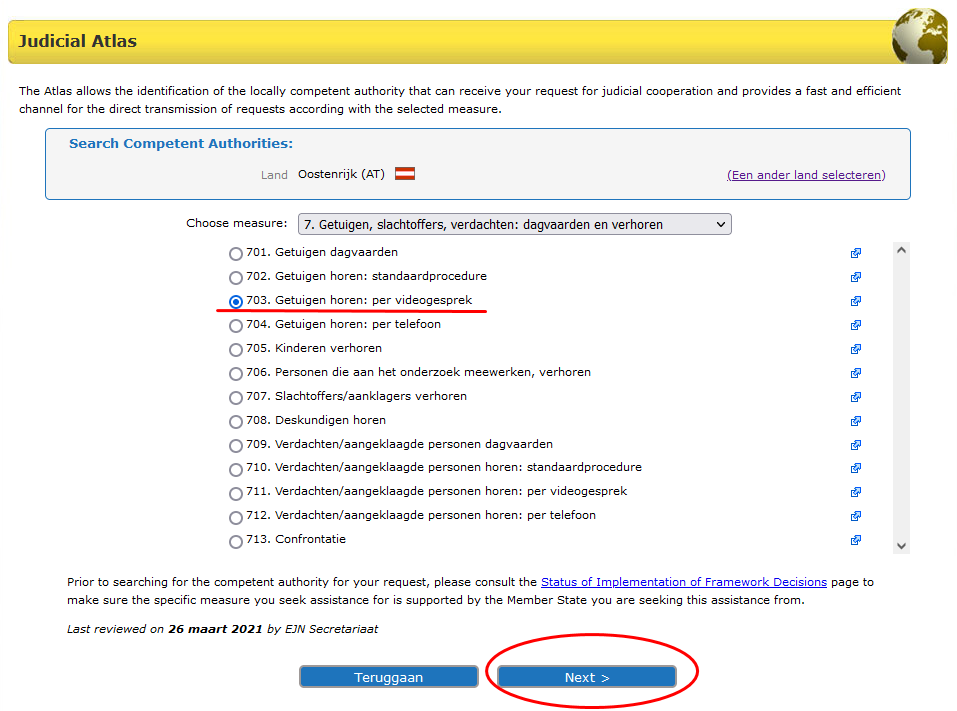 Judicial Atlas
The Atlas allows the identification of the locally competent authority that can receive your request for judicial cooperation and provides a fast and efficient
channel for the direct transmission of requests according with the selected measure.
Search Competent Authorities:
Land Oostenrijk (AT) (Een ander land selecteren)
Choose measure: 7. Getuigen, slachtoffers, verdachten: dagvaarden en verhoren
701. Getuigen dagvaarden
702. Getuigen horen: standaardprocedure
703. Getuigen horen: per videogesprek
704. Getuigen horen: per telefoon
705. Kinderen verhoren
706. Personen die aan het onderzoek meewerken, verhoren
707. Slachtoffers/aanklagers verhoren
708. Deskundigen horen
709. Verdachten/aangeklaagde personen dagvaarden
710. Verdachten/aangeklaagde personen horen: standaardprocedure
711. Verdachten/aangeklaagde personen horen: per videogesprek
712. Verdachten/aangeklaagde personen horen: per telefoon
713. Confrontatie
Prior to searching for the competent authority for your request, please consult the Status of Implementation of Framework Decisions page to
make sure the specific measure you seek assistance for is supported by the Member State you are seeking this assistance from.
Last reviewed on 26 maart 2021 by EJN Secretariaat
Teruggaan Next >